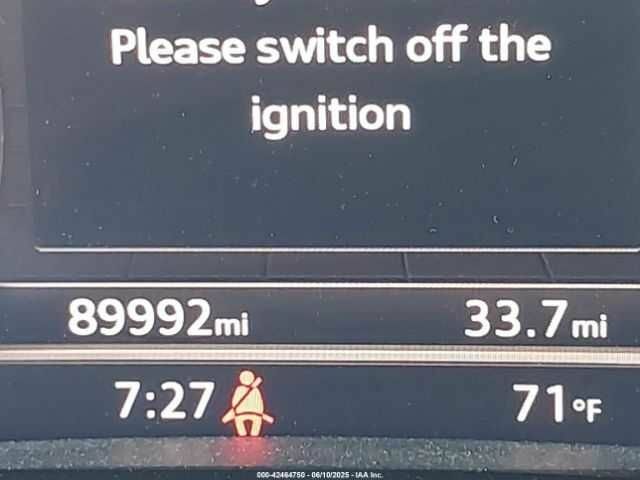 Please switch off the
ignition
89992mi 33.7mi
7:27 71°F
000-42464750 - 06/10/2025 - IAA Inc.